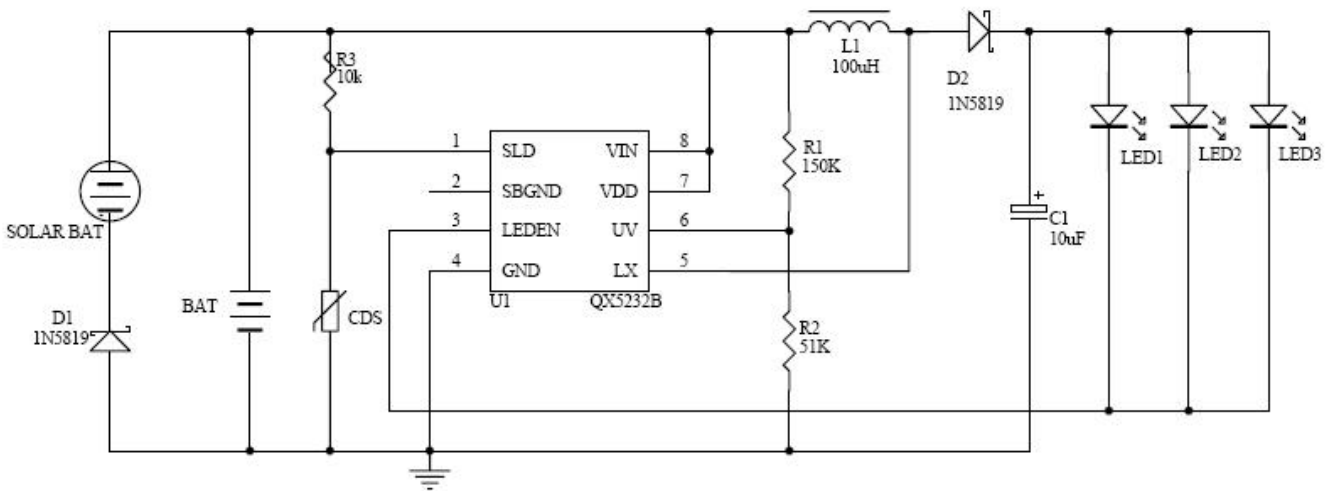 R3
10k
L1
100uH
D2
1N5819
1 SLD VIN 8
2 SBGND VDD 7
3 LEDEN UV 6
4 GND LX 5
U1 QX5232B
R1
150K
LED1 LED2 LED3
SOLAR BAT
+
C1
10uF
D1
1N5819
BAT
CDS
R2
51K